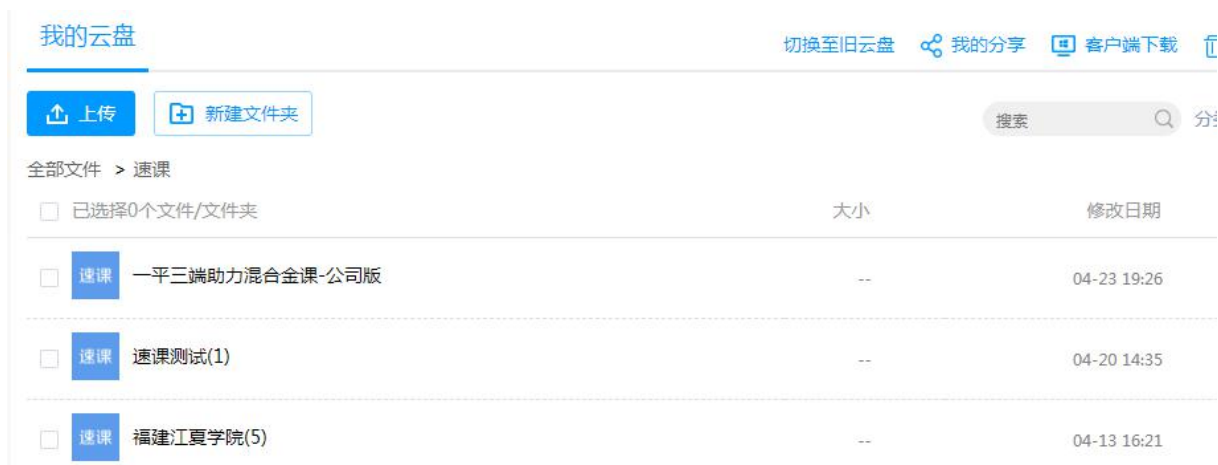 我的云盘
切换至旧云盘 我的分享 客户端下载
上传 新建文件夹 搜索 分
全部文件 > 速课
已选择0个文件/文件夹 大小 修改日期
速课 一平三端助力混合金课-公司版 -- 04-23 19:26
速课 速课测试(1) -- 04-20 14:35
速课 福建江夏学院(5) -- 04-13 16:21